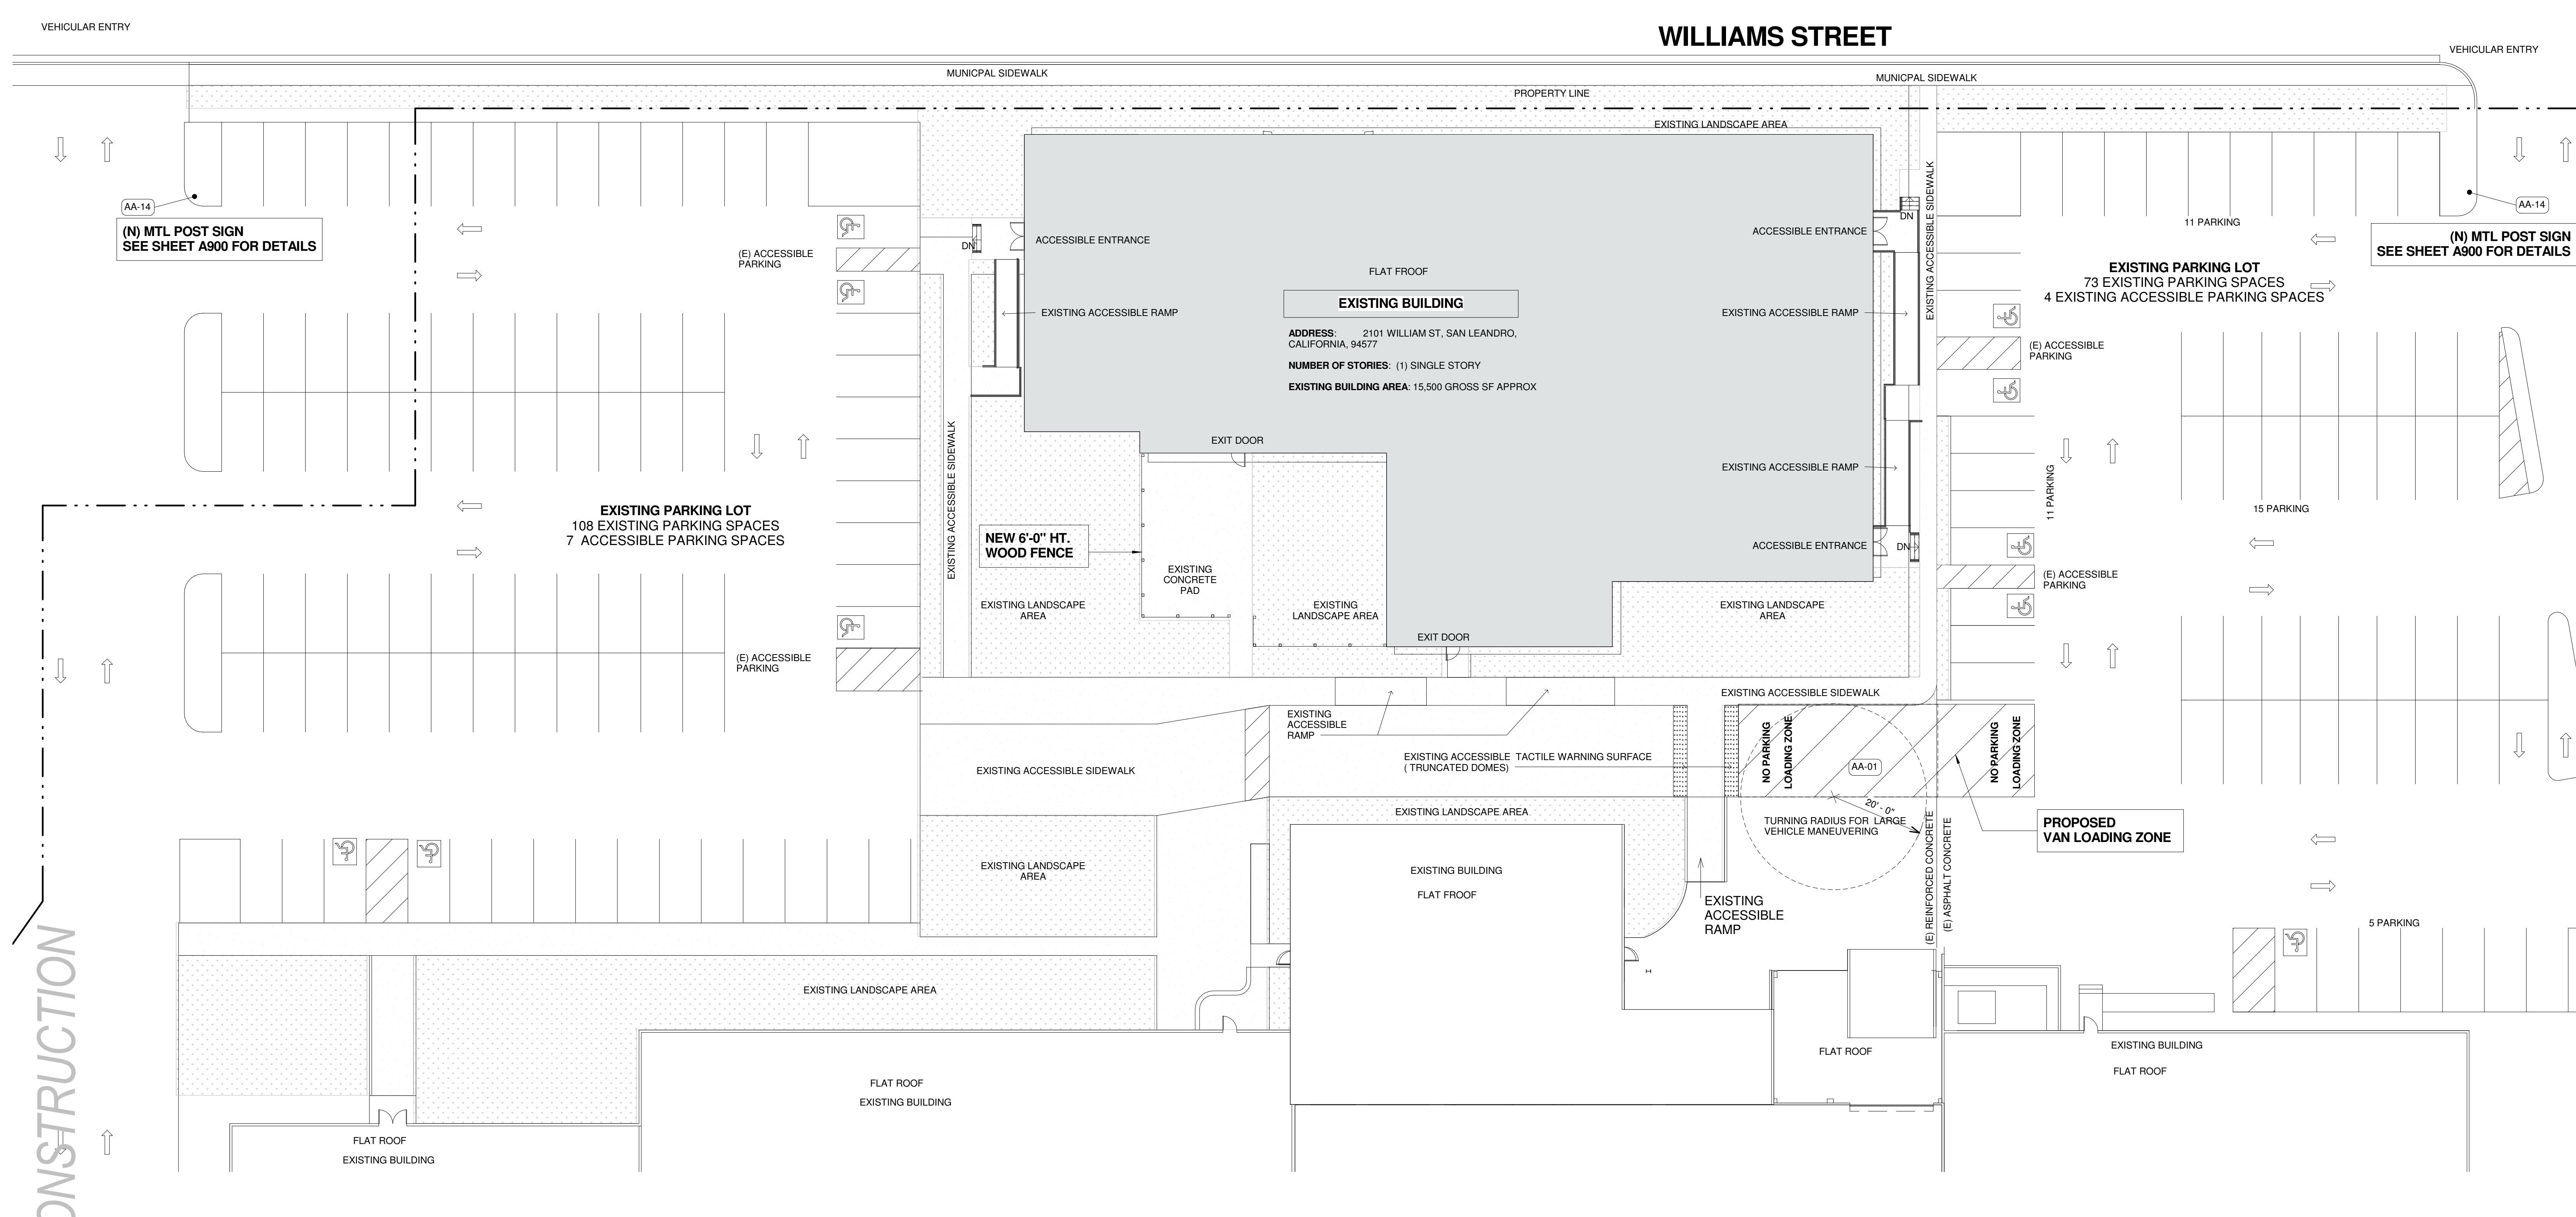 VEHICULAR ENTRY
WILLIAMS STREET
VEHICULAR ENTRY
MUNICPAL SIDEWALK
MUNICPAL SIDEWALK
PROPERTY LINE
EXISTING LANDSCAPE AREA
AA-14
(N) MTL POST SIGN
SEE SHEET A900 FOR DETAILS
(E) ACCESSIBLE
PARKING
DN
ACCESSIBLE ENTRANCE
EXISTING ACCESSIBLE RAMP
FLAT FROOF
EXISTING BUILDING
ADDRESS: 2101 WILLIAM ST, SAN LEANDRO,
CALIFORNIA, 94577
NUMBER OF STORIES: (1) SINGLE STORY
EXISTING BUILDING AREA: 15,500 GROSS SF APPROX
ACCESSIBLE ENTRANCE
DN
EXISTING ACCESSIBLE RAMP
EXISTING ACCESSIBLE SIDEWALK
11 PARKING
AA-14
(N) MTL POST SIGN
SEE SHEET A900 FOR DETAILS
EXISTING PARKING LOT
73 EXISTING PARKING SPACES
4 EXISTING ACCESSIBLE PARKING SPACES
(E) ACCESSIBLE
PARKING
EXISTING PARKING LOT
108 EXISTING PARKING SPACES
7 ACCESSIBLE PARKING SPACES
EXISTING ACCESSIBLE SIDEWALK
EXIT DOOR
EXISTING ACCESSIBLE RAMP
11 PARKING
15 PARKING
NEW 6'-0" HT.
WOOD FENCE
EXISTING
CONCRETE
PAD
ACCESSIBLE ENTRANCE
DN
(E) ACCESSIBLE
PARKING
EXISTING LANDSCAPE
AREA
EXISTING
LANDSCAPE AREA
EXISTING LANDSCAPE
AREA
EXIT DOOR
(E) ACCESSIBLE
PARKING
EXISTING ACCESSIBLE SIDEWALK
EXISTING
ACCESSIBLE
RAMP
EXISTING ACCESSIBLE TACTILE WARNING SURFACE
( TRUNCATED DOMES)
NO PARKING
LOADING ZONE
AA-01
NO PARKING
LOADING ZONE
EXISTING ACCESSIBLE SIDEWALK
20' - 0"
EXISTING LANDSCAPE AREA
TURNING RADIUS FOR LARGE
VEHICLE MANEUVERING
PROPOSED
VAN LOADING ZONE
EXISTING LANDSCAPE
AREA
EXISTING BUILDING
FLAT FROOF
EXISTING
ACCESSIBLE
RAMP
(E) REINFORCED CONCRETE
(E) ASPHALT CONCRETE
5 PARKING
EXISTING LANDSCAPE AREA
FLAT ROOF
EXISTING BUILDING
FLAT ROOF
EXISTING BUILDING
FLAT ROOF
FLAT ROOF
EXISTING BUILDING
ONSTRUCTION